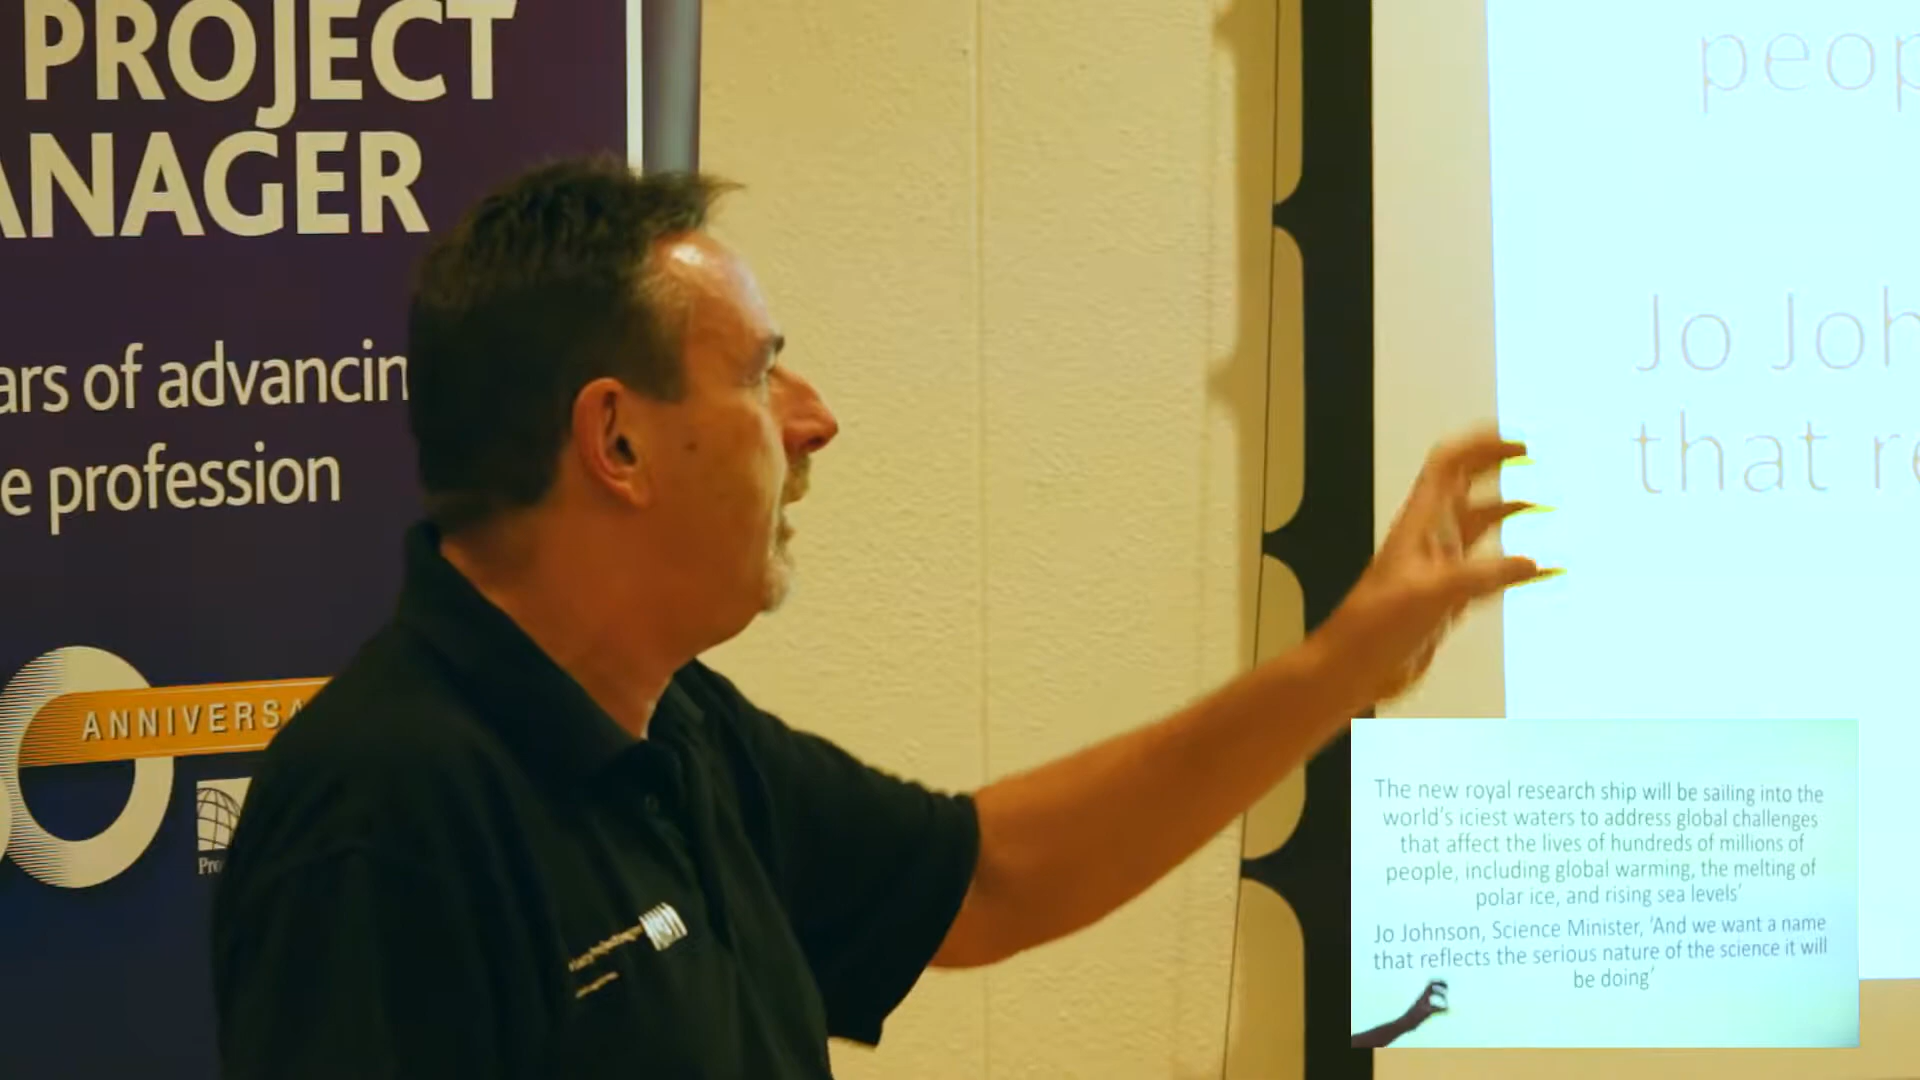 PROJECT
ANAGER
ars of advancin
e profession
ANNIVERSA
Pro
peop
Jo Joh
that re
The new royal research ship will be sailing into the
world's iciest waters to address global challenges
that affect the lives of hundreds of millions of
people, including global warming, the melting of
polar ice, and rising sea levels'
Jo Johnson, Science Minister, 'And we want a name
that reflects the serious nature of the science it will
be doing'